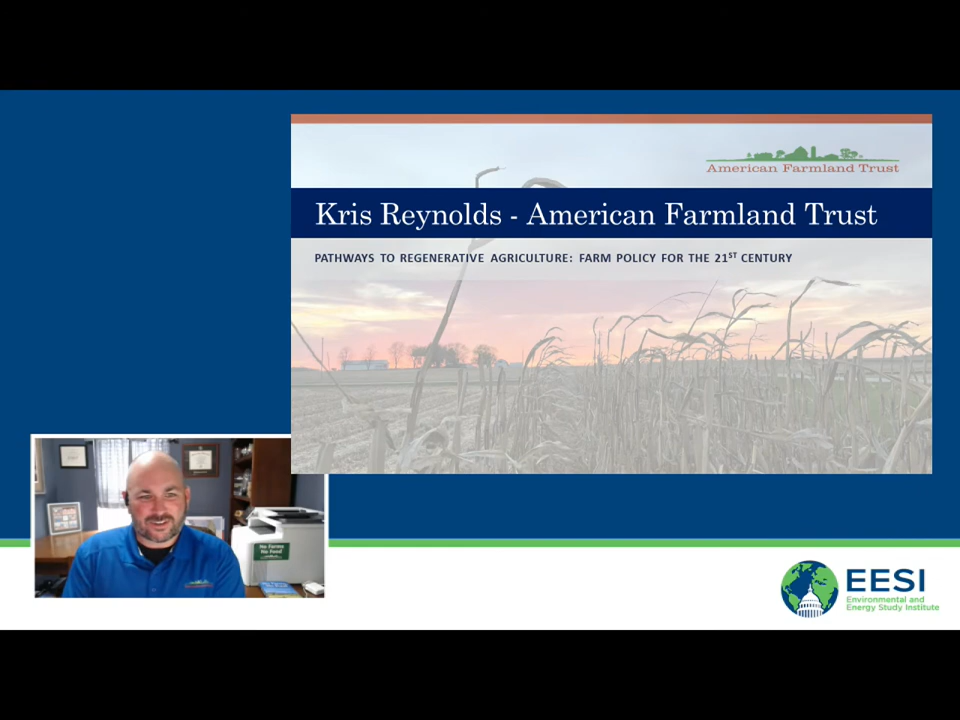 American Farmland Trust
Kris Reynolds - American Farmland Trust
PATHWAYS TO REGENERATIVE AGRICULTURE: FARM POLICY FOR THE 21ST CENTURY
No Farms
No Food
EESI
Environmental and
Energy Study Institute